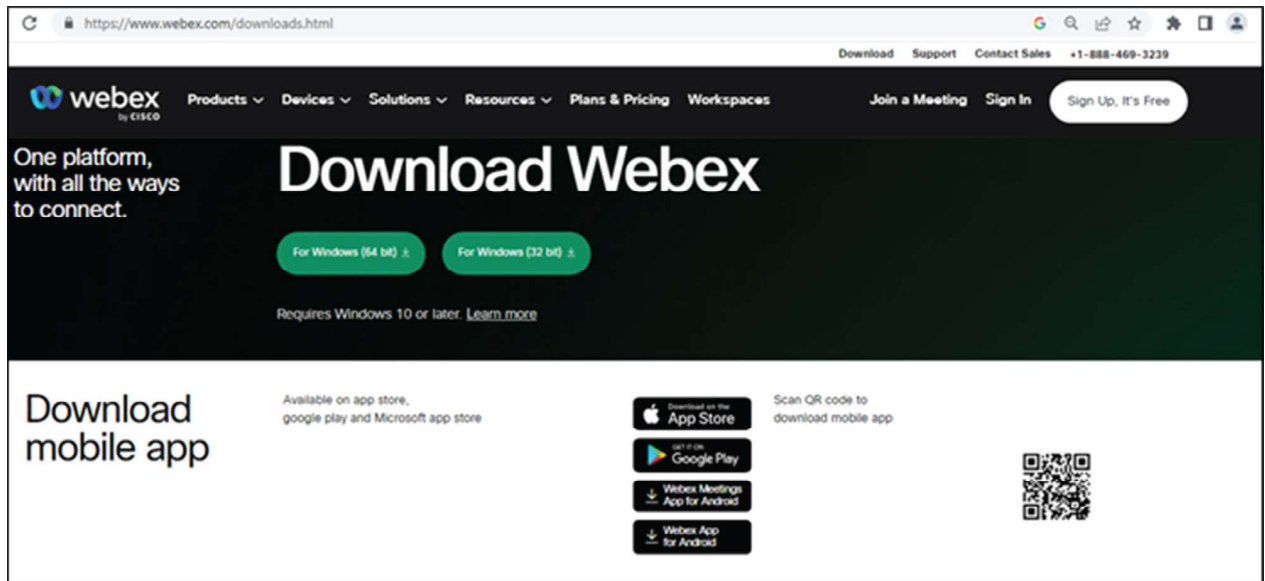 https://www.webex.com/downloads.html
Download Support Contact Sales +1-888-469-3239
webex
by CISCO
Products Devices Solutions Resources Plans & Pricing Workspaces Join a Meeting Sign In Sign Up, It's Free
One platform,
with all the ways
to connect.
Download Webex
For Windows (64 bit) For Windows (32 bit)
Requires Windows 10 or later. Learn more
Download
mobile app
Available on app store,
google play and Microsoft app store
Download on the
App Store
GET IT ON
Google Play
Webex Meetings
App for Android
Webex App
for Android
Scan QR code to
download mobile app